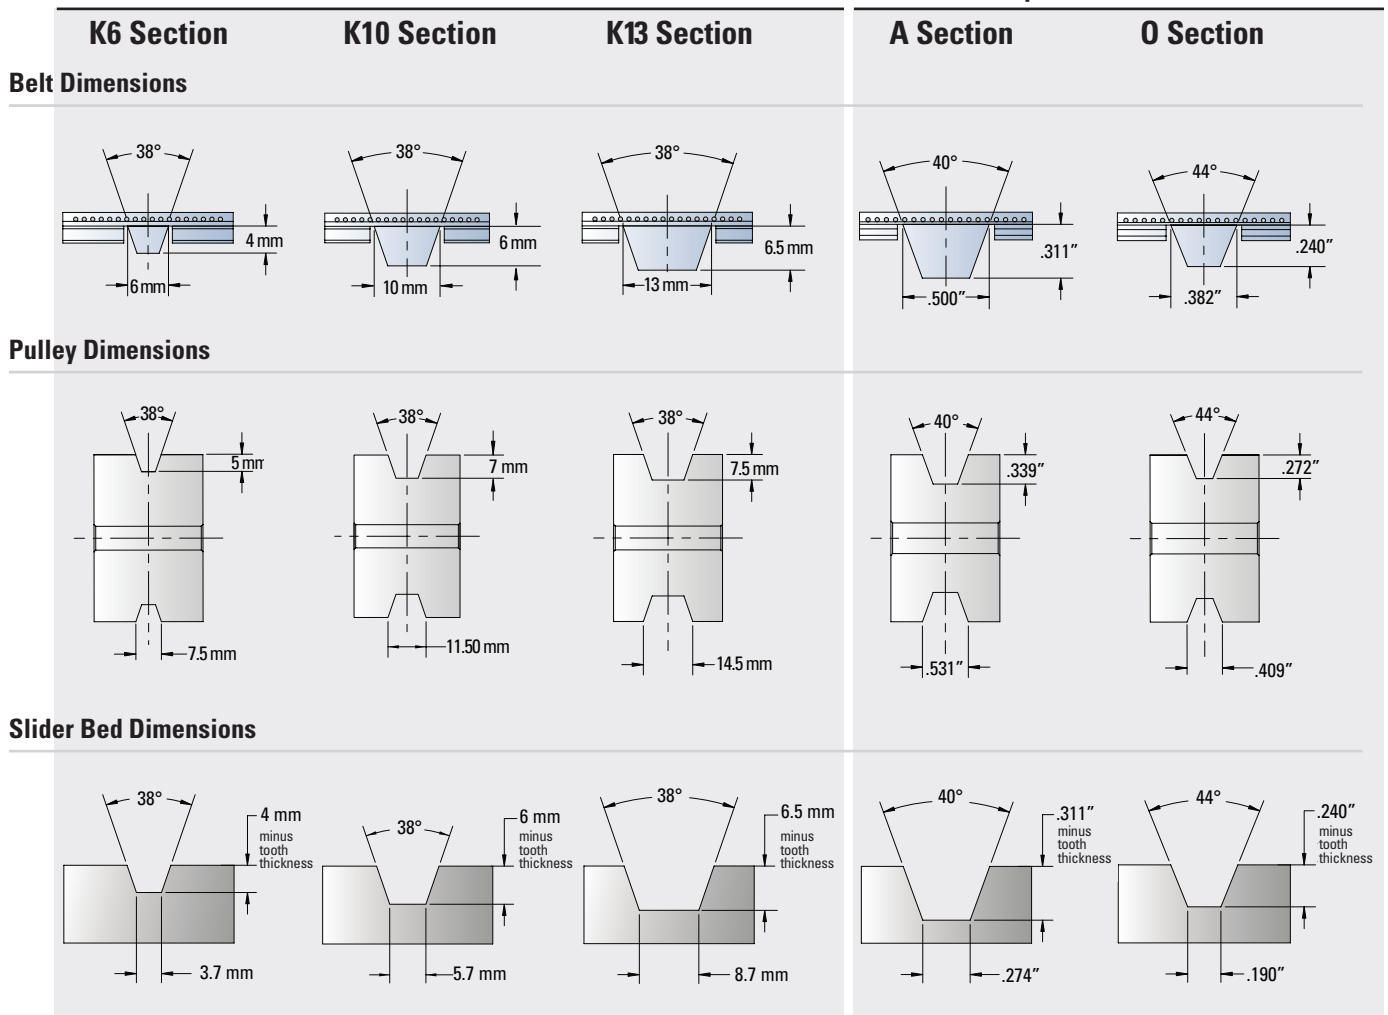 K6 Section K10 Section K13 Section A Section O Section
Belt Dimensions
38° 38° 38° 40° 44°
4 mm 6 mm 6.5 mm .311″ .240″
6 mm 10 mm 13 mm .500″ .382″
Pulley Dimensions
38° 38° 38° 40° 44°
5 mm 7 mm 7.5 mm .339″ .272″
7.5 mm 11.50 mm 14.5 mm .531″ .409″
Slider Bed Dimensions
38° 38° 38° 40° 44°
4 mm 6 mm 6.5 mm .311″ .240″
minus minus minus minus minus
tooth tooth tooth tooth tooth
thickness thickness thickness thickness thickness
3.7 mm 5.7 mm 8.7 mm .274″ .190″